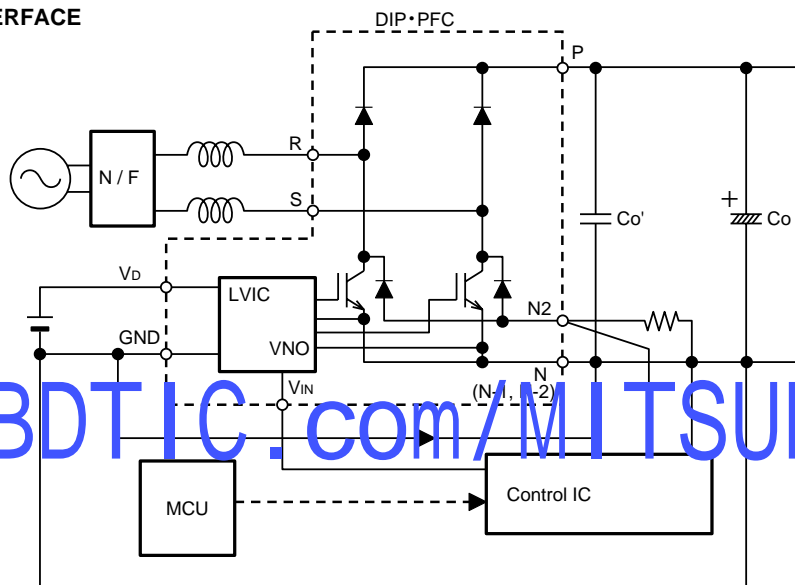 ERFACE
DIP•PFC
P
R
N / F
S
+
Co'
Co
VD
LVIC
N2
GND
VNO
N
VIN
(N-1, N-2)
BDTIC.com/MITSU
MCU
Control IC